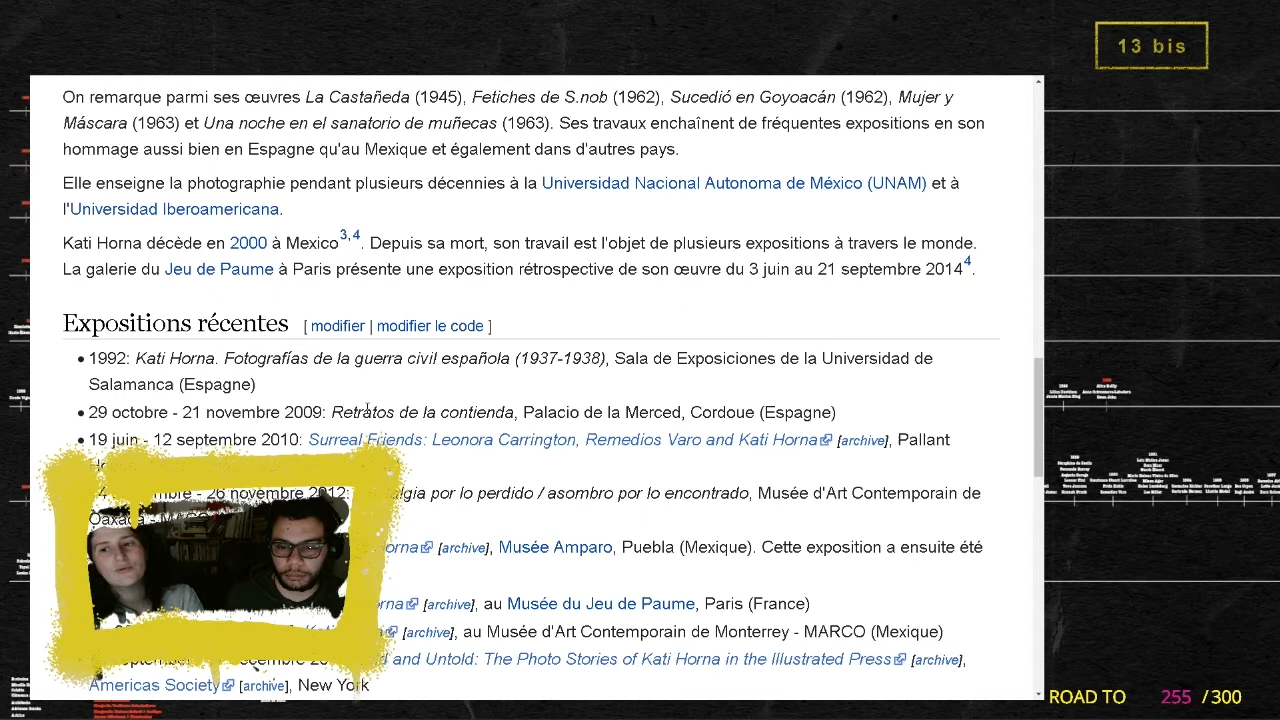 13 bis
On remarque parmi ses œuvres La Castañeda (1945), Fetiches de S.nob (1962), Sucedió en Goyoacán (1962), Mujer y
Máscara (1963) et Una noche en el sanatorio de muñecas (1963). Ses travaux enchaînent de fréquentes expositions en son
hommage aussi bien en Espagne qu'au Mexique et également dans d'autres pays.
Elle enseigne la photographie pendant plusieurs décennies à la Universidad Nacional Autonoma de México (UNAM) et à
l'Universidad Iberoamericana.
Kati Horna décède en 2000 à Mexico3,4. Depuis sa mort, son travail est l'objet de plusieurs expositions à travers le monde.
La galerie du Jeu de Paume à Paris présente une exposition rétrospective de son œuvre du 3 juin au 21 septembre 20144.
Expositions récentes [ modifier | modifier le code ]
• 1992: Kati Horna. Fotografías de la guerra civil española (1937-1938), Sala de Exposiciones de la Universidad de
Salamanca (Espagne)
• 29 octobre - 21 novembre 2009: Retratos de la contienda, Palacio de la Merced, Cordoue (Espagne)
• 19 juin - 12 septembre 2010: Surreal Friends: Leonora Carrington, Remedios Varo and Kati Horna [archive], Pallant
26 novembre 2012: por lo perdido / asombro por lo encontrado, Musée d'Art Contemporain de
[archive], Musée Amparo, Puebla (Mexique). Cette exposition a ensuite été
[archive], au Musée du Jeu de Paume, Paris (France)
[archive], au Musée d'Art Contemporain de Monterrey - MARCO (Mexique)
and Untold: The Photo Stories of Kati Horna in the Illustrated Press [archive],
Americas Society [archive], New York
ROAD TO 255 / 300